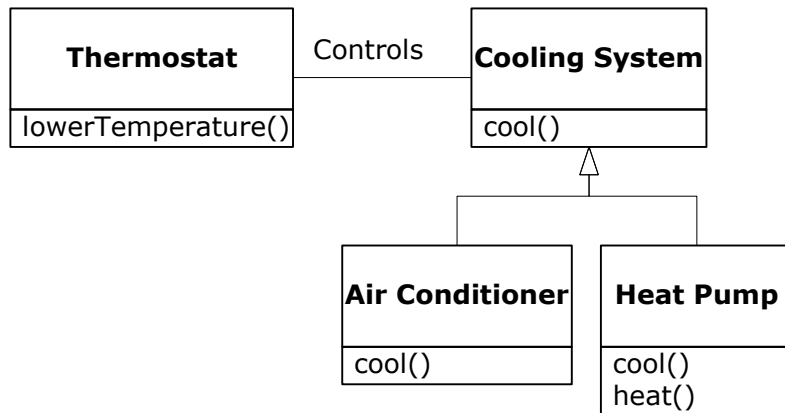 Thermostat
lowerTemperature()
Controls
Cooling System
cool()
Air Conditioner
cool()
Heat Pump
cool()
heat()